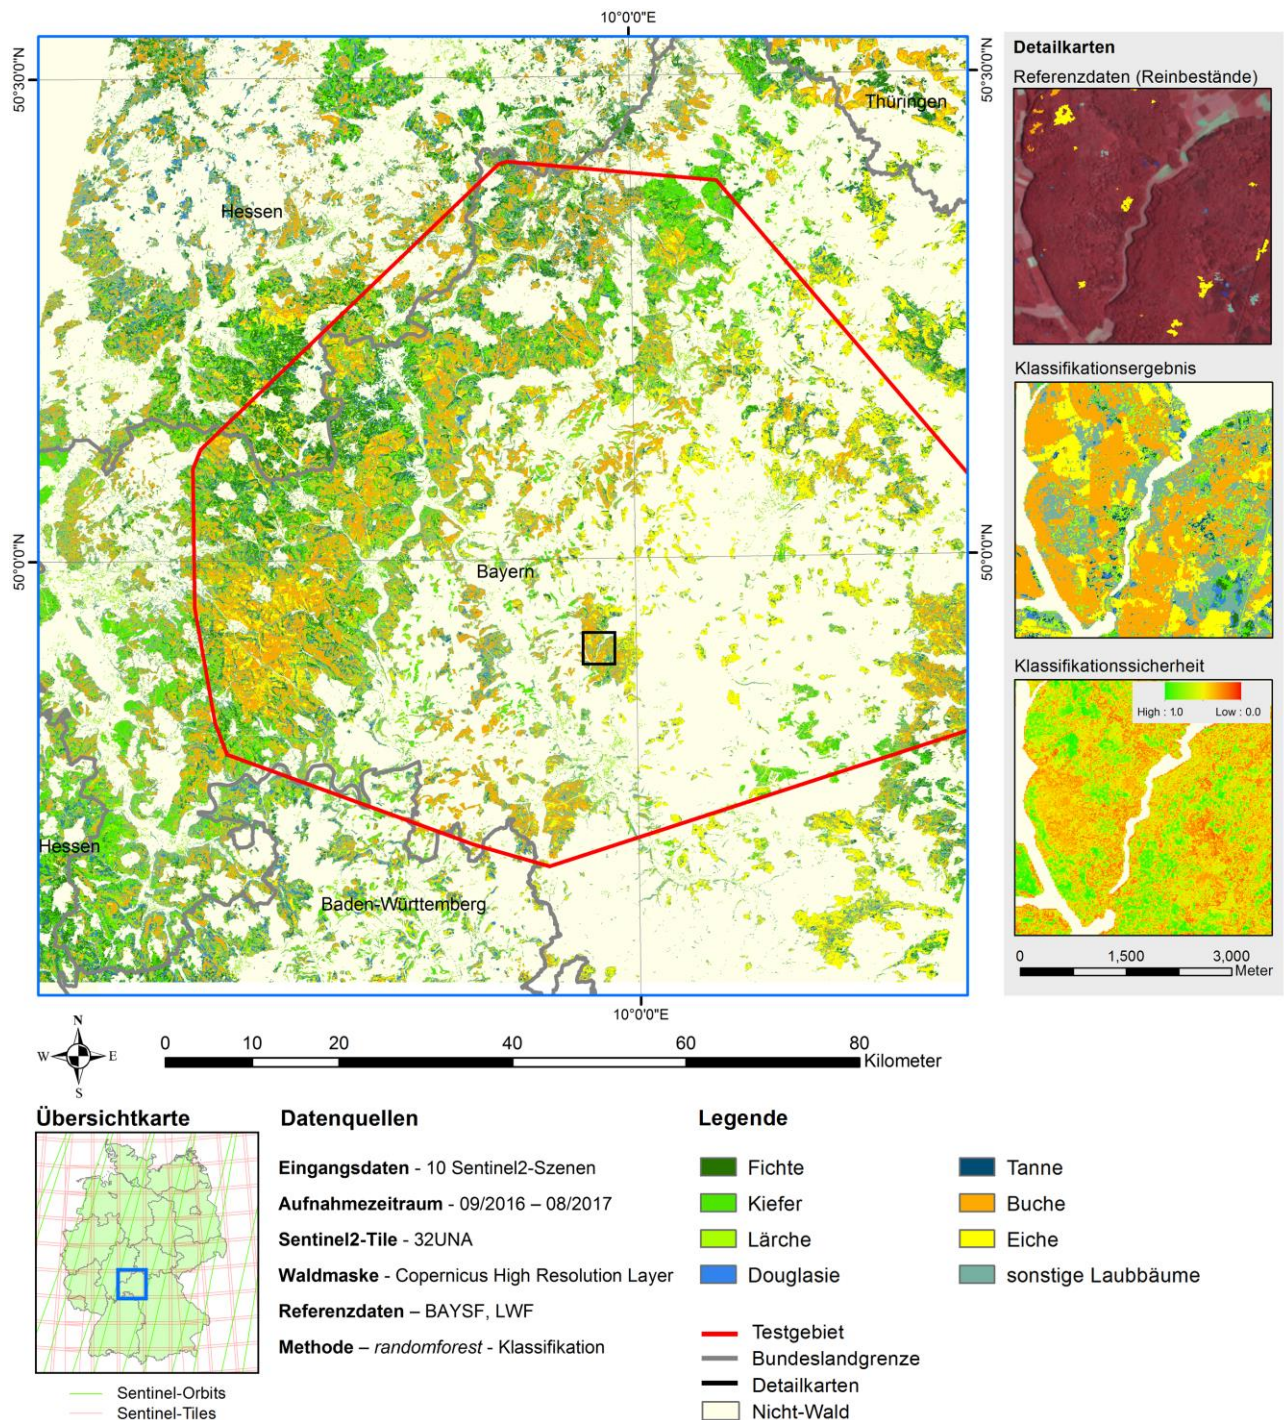 10°0'0"E
50°30'0"N
50°30'0"N
Thüringen
Hessen
50°0'0"N
50°0'0"N
Bayern
Hessen
Baden-Württemberg
10°0'0"E
Detailkarten
Referenzdaten (Reinbestände)
Klassifikationsergebnis
Klassifikationssicherheit
High : 1.0 Low : 0.0
0 1,500 3,000
Meter
N
W E
S
0 10 20 40 60 80
Kilometer
Übersichtkarte
Sentinel-Orbits
Sentinel-Tiles
Datenquellen
Eingangsdaten - 10 Sentinel2-Szenen
Aufnahmezeitraum - 09/2016 – 08/2017
Sentinel2-Tile - 32UNA
Waldmaske - Copernicus High Resolution Layer
Referenzdaten – BAYSF, LWF
Methode – randomforest - Klassifikation
Legende
Fichte
Kiefer
Lärche
Douglasie
Tanne
Buche
Eiche
sonstige Laubbäume
Testgebiet
Bundeslandgrenze
Detailkarten
Nicht-Wald